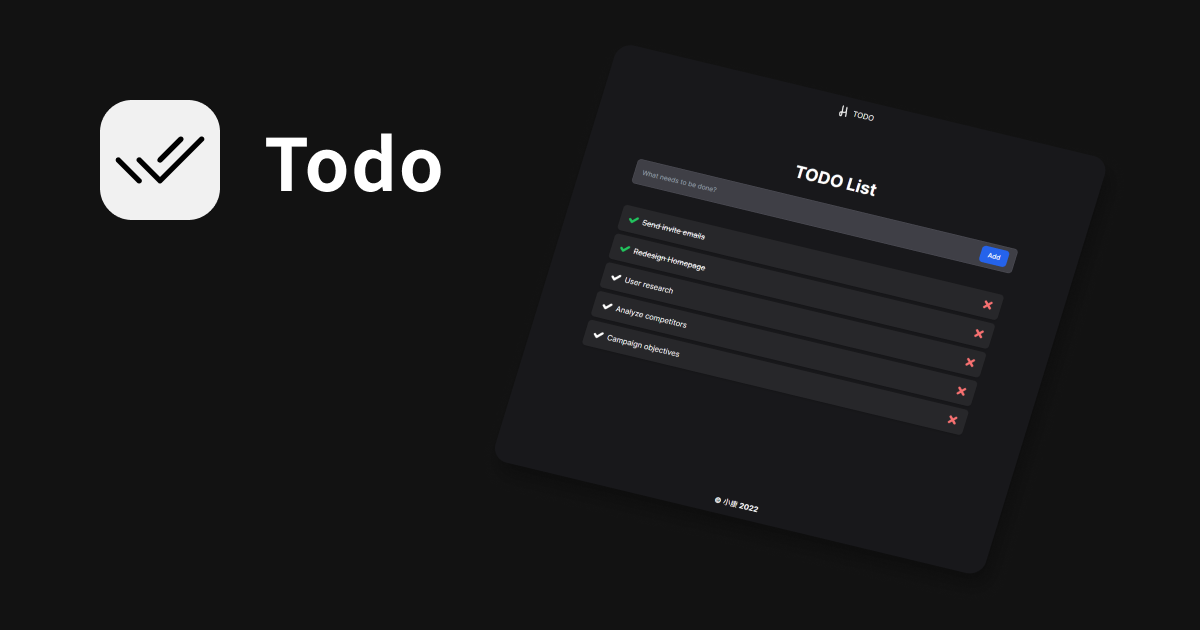 Todo
TODO
TODO List
What needs to be done?
Add
Send invite emails
Redesign Homepage
User research
Analyze competitors
Campaign objectives
© 小康 2022